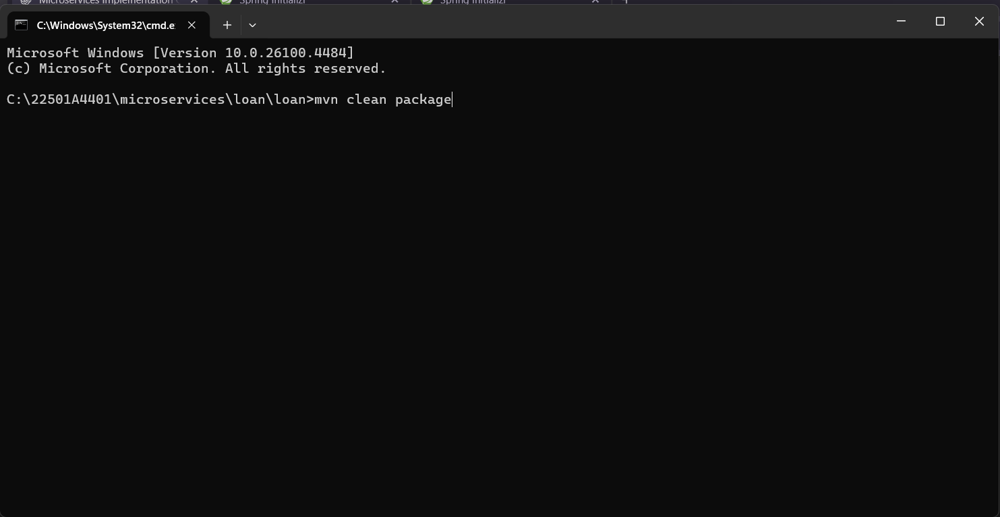 Microservices Implementation
Spring Initializr
Spring Initializr
C:\Windows\System32\cmd.e
Microsoft Windows [Version 10.0.26100.4484]
(c) Microsoft Corporation. All rights reserved.
C:\22501A4401\microservices\loan\loan>mvn clean package